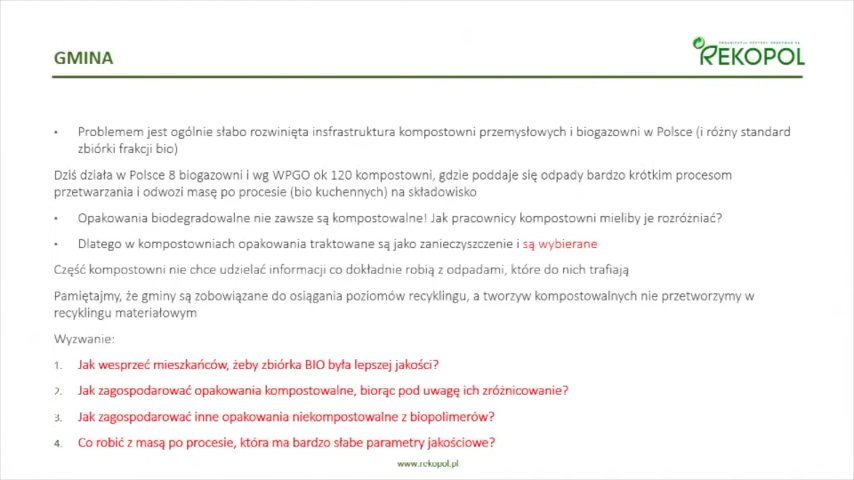 GMINA
REKOPOL
• Problemem jest ogólnie słabo rozwinięta insfrastruktura kompostowni przemysłowych i biogazowni w Polsce (i różny standard
zbiórki frakcji bio)
Dziś działa w Polsce 8 biogazowni i wg WPGO ok 120 kompostowni, gdzie poddaje się odpady bardzo krótkim procesom
przetwarzania i odwozi masę po procesie (bio kuchennych) na składowisko
• Opakowania biodegradowalne nie zawsze są kompostowalne! Jak pracownicy kompostowni mieliby je rozróżniać?
• Dlatego w kompostowniach opakowania traktowane są jako zanieczyszczenie i są wybierane
Część kompostowni nie chce udzielać informacji co dokładnie robią z odpadami, które do nich trafiają
Pamiętajmy, że gminy są zobowiązane do osiągania poziomów recyklingu, a tworzyw kompostowalnych nie przetworzymy w
recyklingu materiałowym
Wyzwanie:
1. Jak wesprzeć mieszkańców, żeby zbiórka BIO była lepszej jakości?
2. Jak zagospodarować opakowania kompostowalne, biorąc pod uwagę ich zróżnicowanie?
3. Jak zagospodarować inne opakowania niekompostowalne z biopolimerów?
4. Co robić z masą po procesie, która ma bardzo słabe parametry jakościowe?
www.rekopol.pl